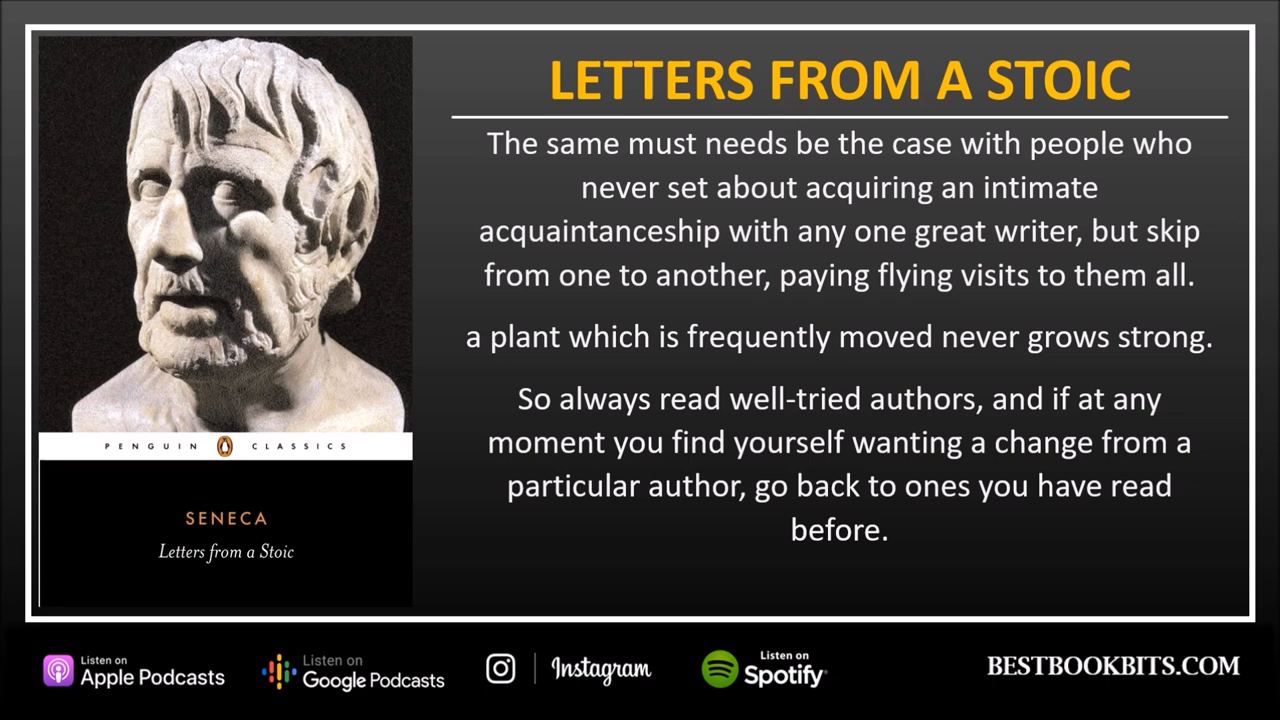 LETTERS FROM A STOIC
The same must needs be the case with people who
never set about acquiring an intimate
acquaintanceship with any one great writer, but skip
from one to another, paying flying visits to them all.
a plant which is frequently moved never grows strong.
So always read well-tried authors, and if at any
moment you find yourself wanting a change from a
particular author, go back to ones you have read
before.
PENGUIN CLASSICS
SENECA
Letters from a Stoic
Listen on
Apple Podcasts
Listen on
Google Podcasts
Instagram
Listen on
Spotify
BESTBOOKBITS.COM